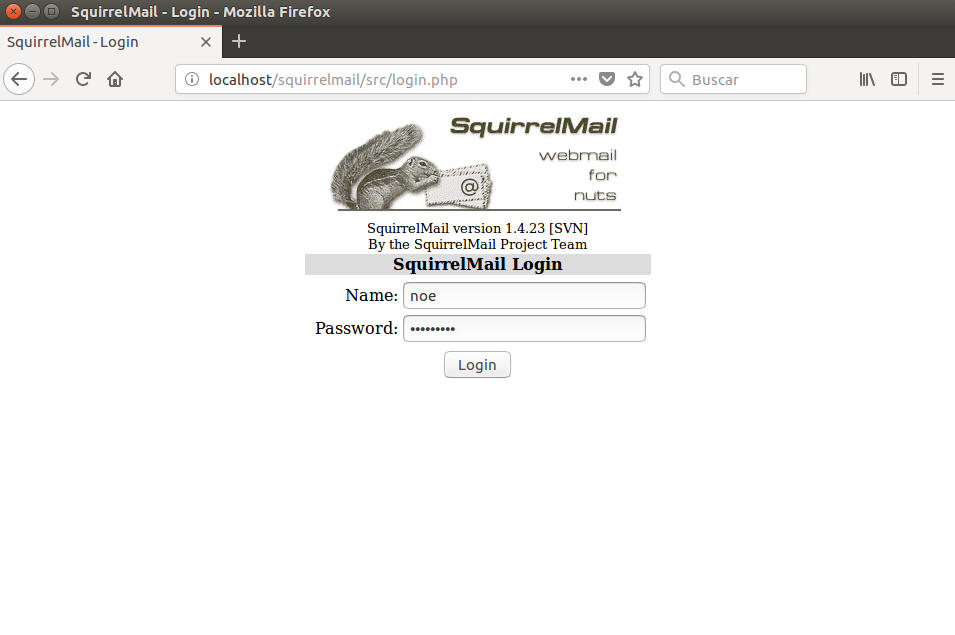 SquirrelMail - Login - Mozilla Firefox
SquirrelMail - Login
localhost/squirrelmail/src/login.php
Buscar
SquirrelMail
webmail
for
nuts
@
SquirrelMail version 1.4.23 [SVN]
By the SquirrelMail Project Team
SquirrelMail Login
Name: noe
Password: •••••••••
Login